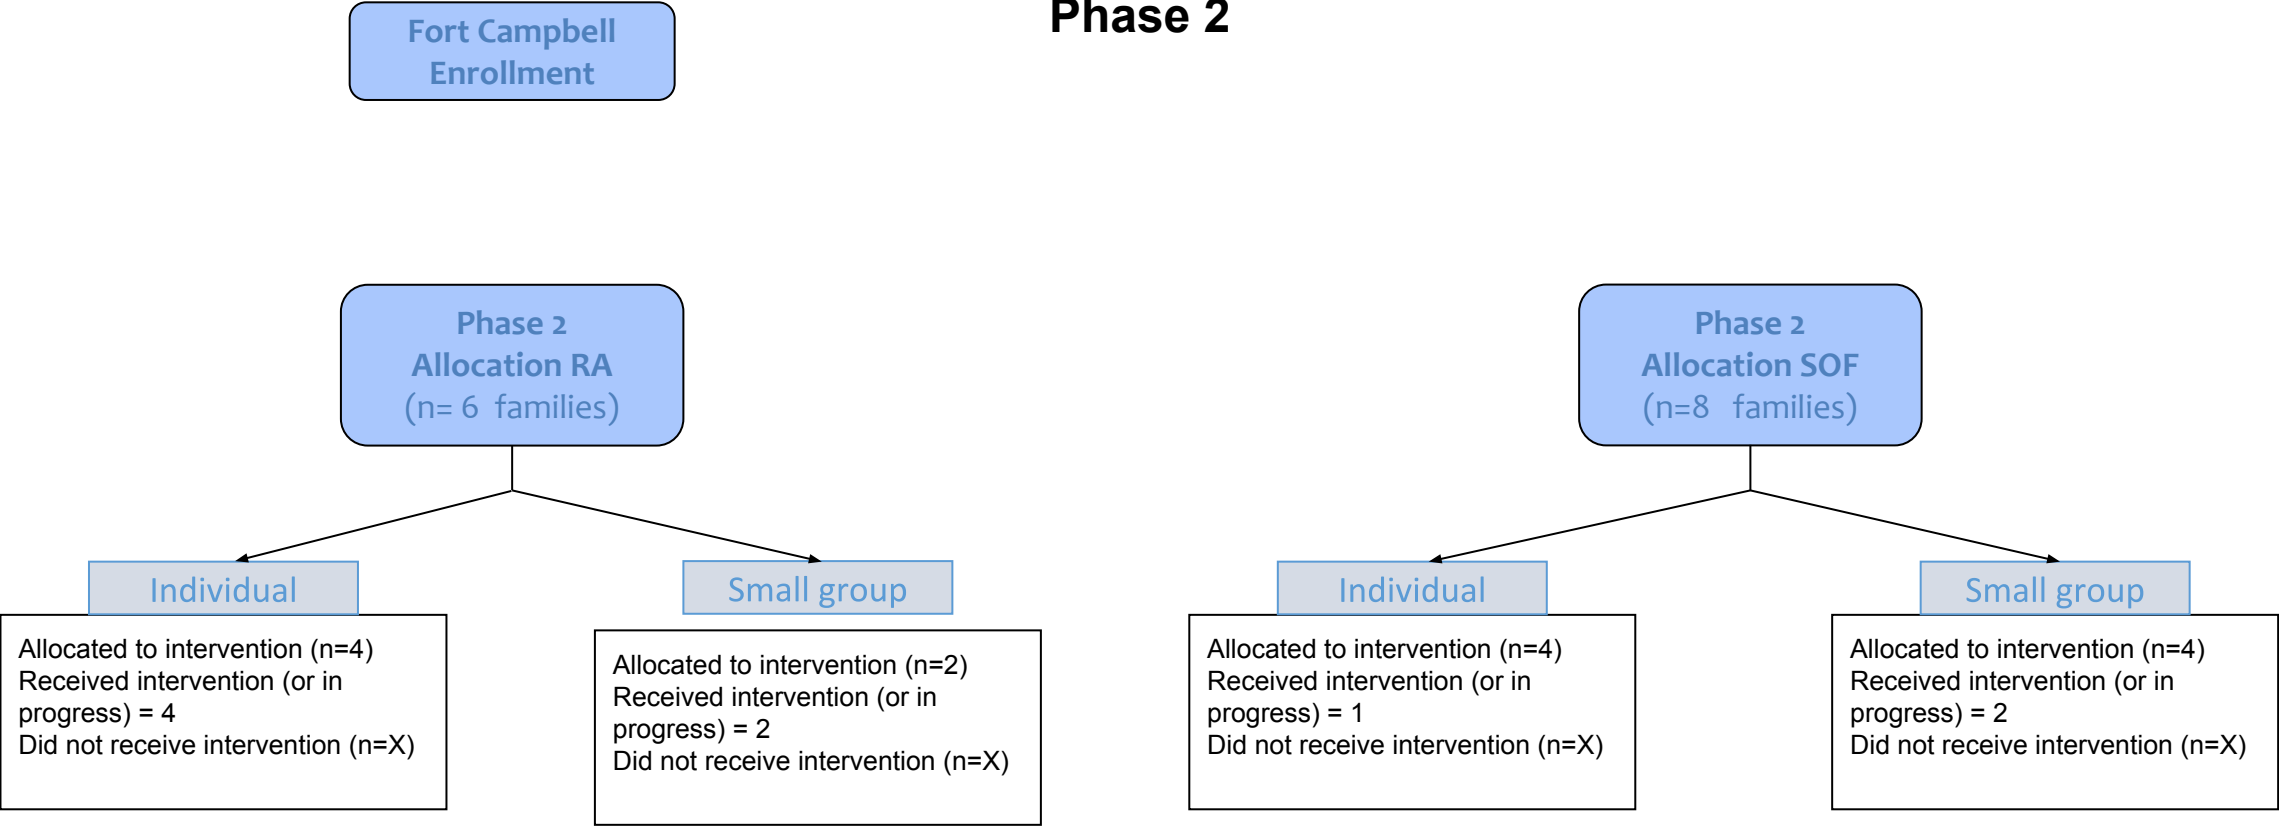 Phase 2
Fort Campbell
Enrollment
Phase 2
Allocation RA
(n= 6 families)
Phase 2
Allocation SOF
(n=8 families)
Individual
Allocated to intervention (n=4)
Received intervention (or in
progress) = 4
Did not receive intervention (n=X)
Small group
Allocated to intervention (n=2)
Received intervention (or in
progress) = 2
Did not receive intervention (n=X)
Individual
Allocated to intervention (n=4)
Received intervention (or in
progress) = 1
Did not receive intervention (n=X)
Small group
Allocated to intervention (n=4)
Received intervention (or in
progress) = 2
Did not receive intervention (n=X)